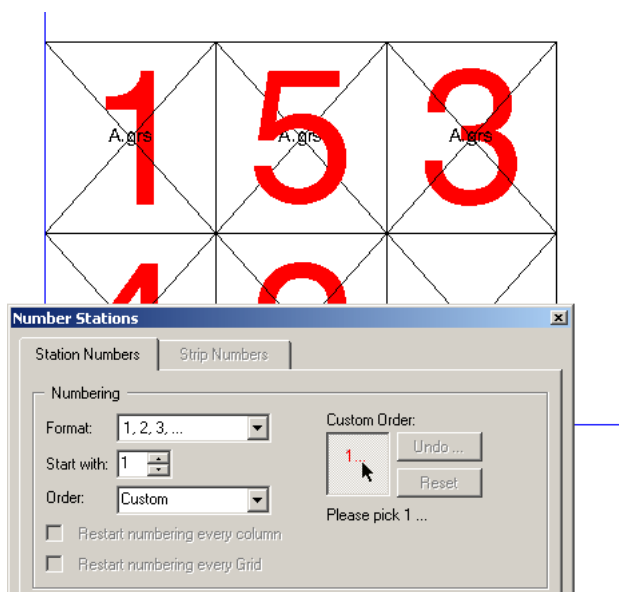 1 5 3
A.grs A.grs A.grs
Number Stations
Station Numbers Strip Numbers
Numbering
Format: 1, 2, 3, ...
Start with: 1
Order: Custom
Restart numbering every column
Restart numbering every Grid
Custom Order:
1...
Undo ...
Reset
Please pick 1 ...